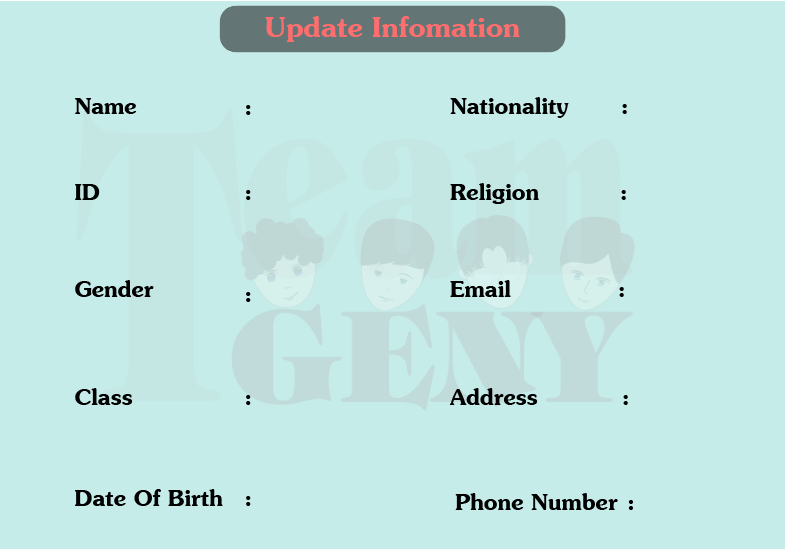 Update Infomation
Name :
Nationality :
ID :
Religion :
Gender :
Email :
Class :
Address :
Date Of Birth :
Phone Number :
Team
GENY